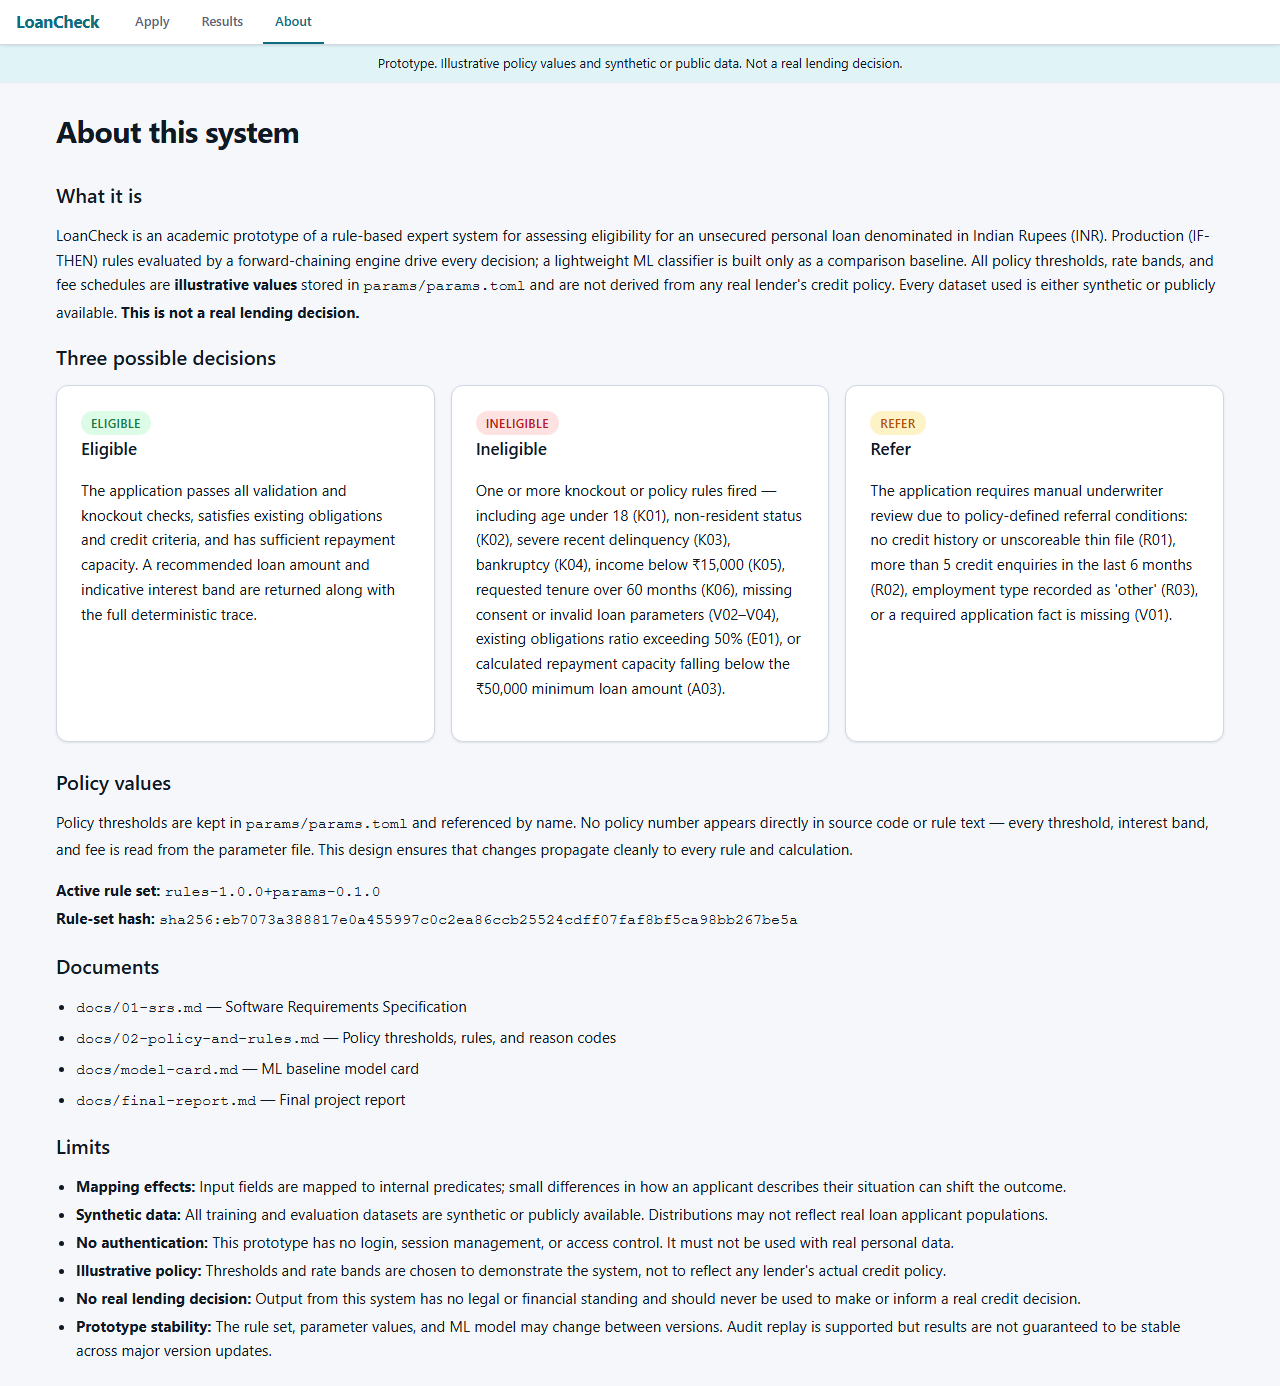 LoanCheck Apply Results About
Prototype. Illustrative policy values and synthetic or public data. Not a real lending decision.
About this system
What it is
LoanCheck is an academic prototype of a rule-based expert system for assessing eligibility for an unsecured personal loan denominated in Indian Rupees (INR). Production (IF-
THEN) rules evaluated by a forward-chaining engine drive every decision; a lightweight ML classifier is built only as a comparison baseline. All policy thresholds, rate bands, and
fee schedules are illustrative values stored in params/params.toml and are not derived from any real lender's credit policy. Every dataset used is either synthetic or publicly
available. This is not a real lending decision.
Three possible decisions
ELIGIBLE
Eligible
The application passes all validation and
knockout checks, satisfies existing obligations
and credit criteria, and has sufficient repayment
capacity. A recommended loan amount and
indicative interest band are returned along with
the full deterministic trace.
INELIGIBLE
Ineligible
One or more knockout or policy rules fired —
including age under 18 (K01), non-resident status
(K02), severe recent delinquency (K03),
bankruptcy (K04), income below ₹15,000 (K05),
requested tenure over 60 months (K06), missing
consent or invalid loan parameters (V02–V04),
existing obligations ratio exceeding 50% (E01), or
calculated repayment capacity falling below the
₹50,000 minimum loan amount (A03).
REFER
Refer
The application requires manual underwriter
review due to policy-defined referral conditions:
no credit history or unscoreable thin file (R01),
more than 5 credit enquiries in the last 6 months
(R02), employment type recorded as 'other' (R03),
or a required application fact is missing (V01).
Policy values
Policy thresholds are kept in params/params.toml and referenced by name. No policy number appears directly in source code or rule text — every threshold, interest band,
and fee is read from the parameter file. This design ensures that changes propagate cleanly to every rule and calculation.
Active rule set: rules-1.0.0+params-0.1.0
Rule-set hash: sha256:eb7073a388817e0a455997c0c2ea86ccb25524cdff07faf8bf5ca98bb267be5a
Documents
• docs/01-srs.md — Software Requirements Specification
• docs/02-policy-and-rules.md — Policy thresholds, rules, and reason codes
• docs/model-card.md — ML baseline model card
• docs/final-report.md — Final project report
Limits
• Mapping effects: Input fields are mapped to internal predicates; small differences in how an applicant describes their situation can shift the outcome.
• Synthetic data: All training and evaluation datasets are synthetic or publicly available. Distributions may not reflect real loan applicant populations.
• No authentication: This prototype has no login, session management, or access control. It must not be used with real personal data.
• Illustrative policy: Thresholds and rate bands are chosen to demonstrate the system, not to reflect any lender's actual credit policy.
• No real lending decision: Output from this system has no legal or financial standing and should never be used to make or inform a real credit decision.
• Prototype stability: The rule set, parameter values, and ML model may change between versions. Audit replay is supported but results are not guaranteed to be stable
across major version updates.